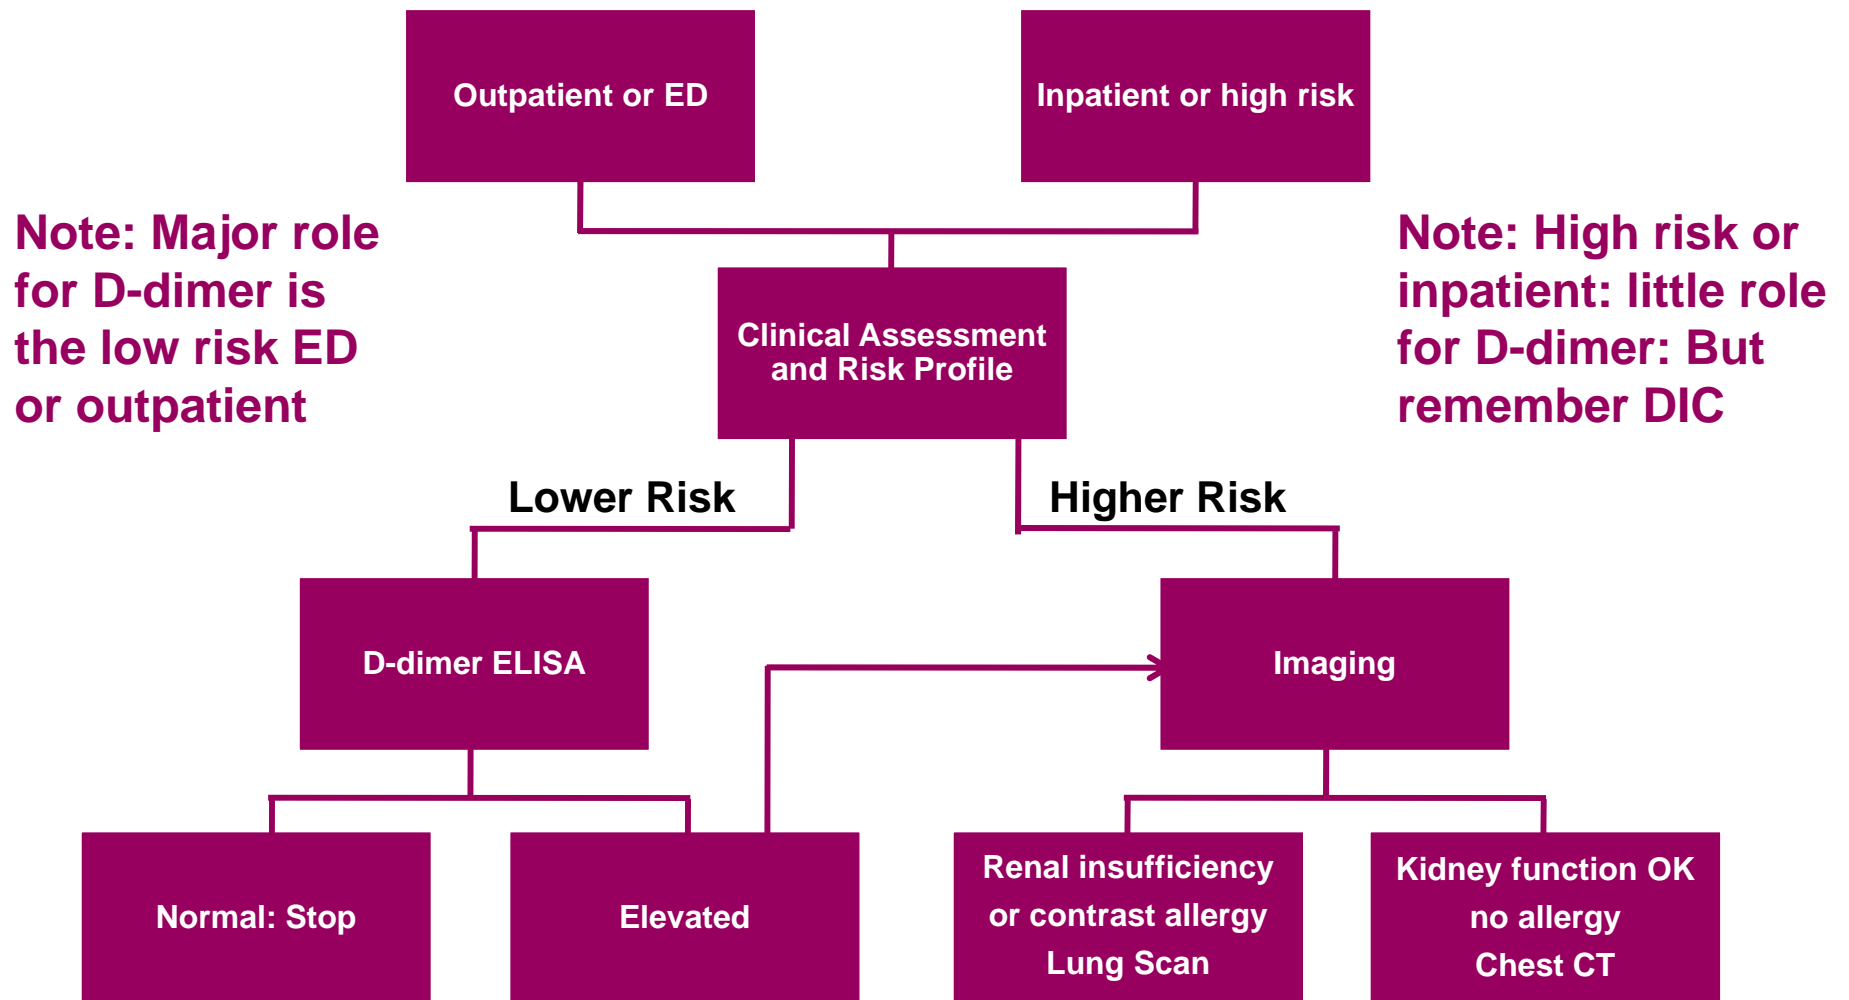 Outpatient or ED
Inpatient or high risk
Note: Major role
for D-dimer is
the low risk ED
or outpatient
Note: High risk or
inpatient: little role
for D-dimer: But
remember DIC
Clinical Assessment
and Risk Profile
Lower Risk
Higher Risk
D-dimer ELISA
Imaging
Normal: Stop
Elevated
Renal insufficiency
or contrast allergy
Lung Scan
Kidney function OK
no allergy
Chest CT